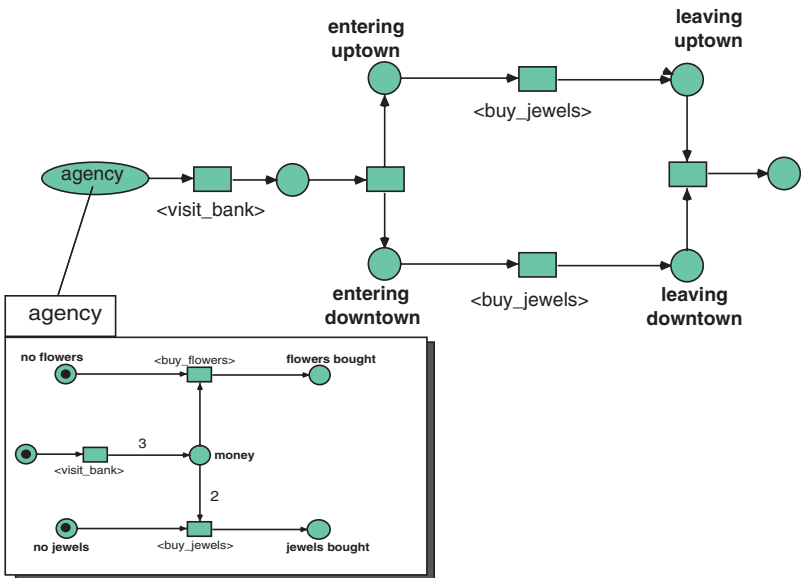 entering
uptown
leaving
uptown
<buy_jewels>
agency
<visit_bank>
entering
downtown
<buy_jewels>
leaving
downtown
agency
no flowers
<buy_flowers>
flowers bought
3
money
<visit_bank>
2
no jewels
<buy_jewels>
jewels bought